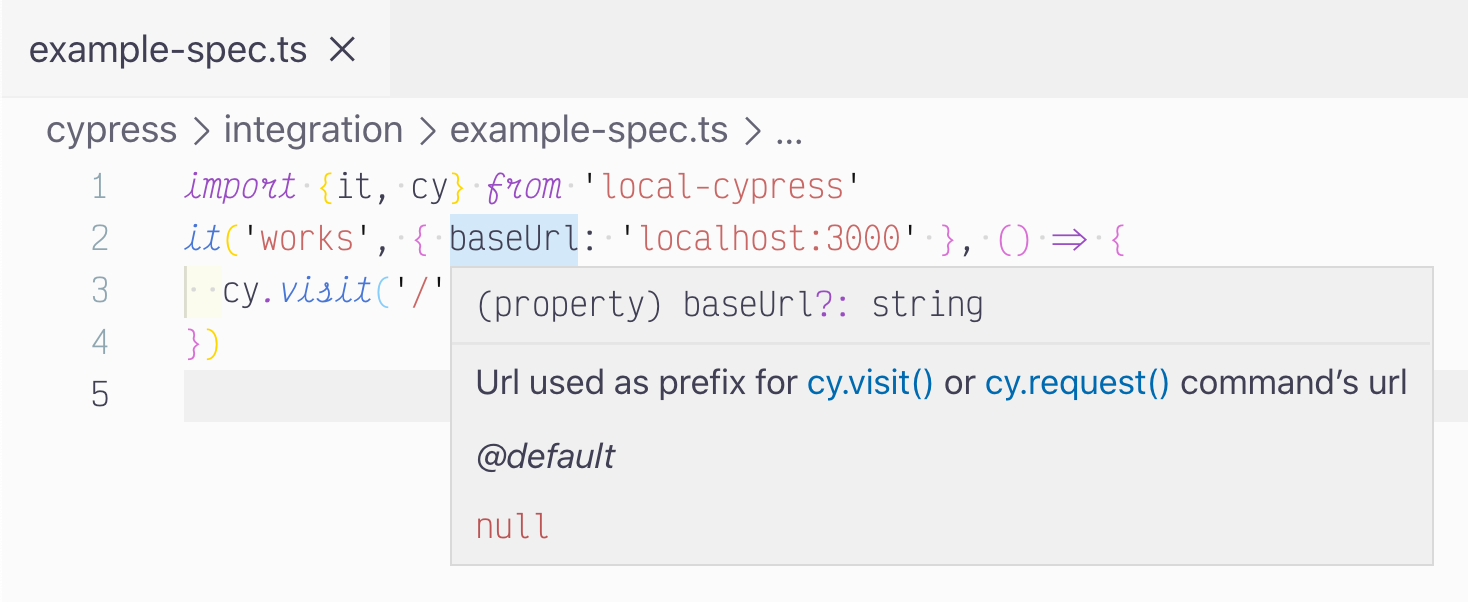 example-spec.ts ×
cypress > integration > example-spec.ts > ...
1 import {it, cy} from 'local-cypress'
2 it('works', { baseUrl: 'localhost:3000' }, () => {
3 cy.visit('/'
4 })
5
(property) baseUrl?: string
Url used as prefix for cy.visit() or cy.request() command’s url
@default
null